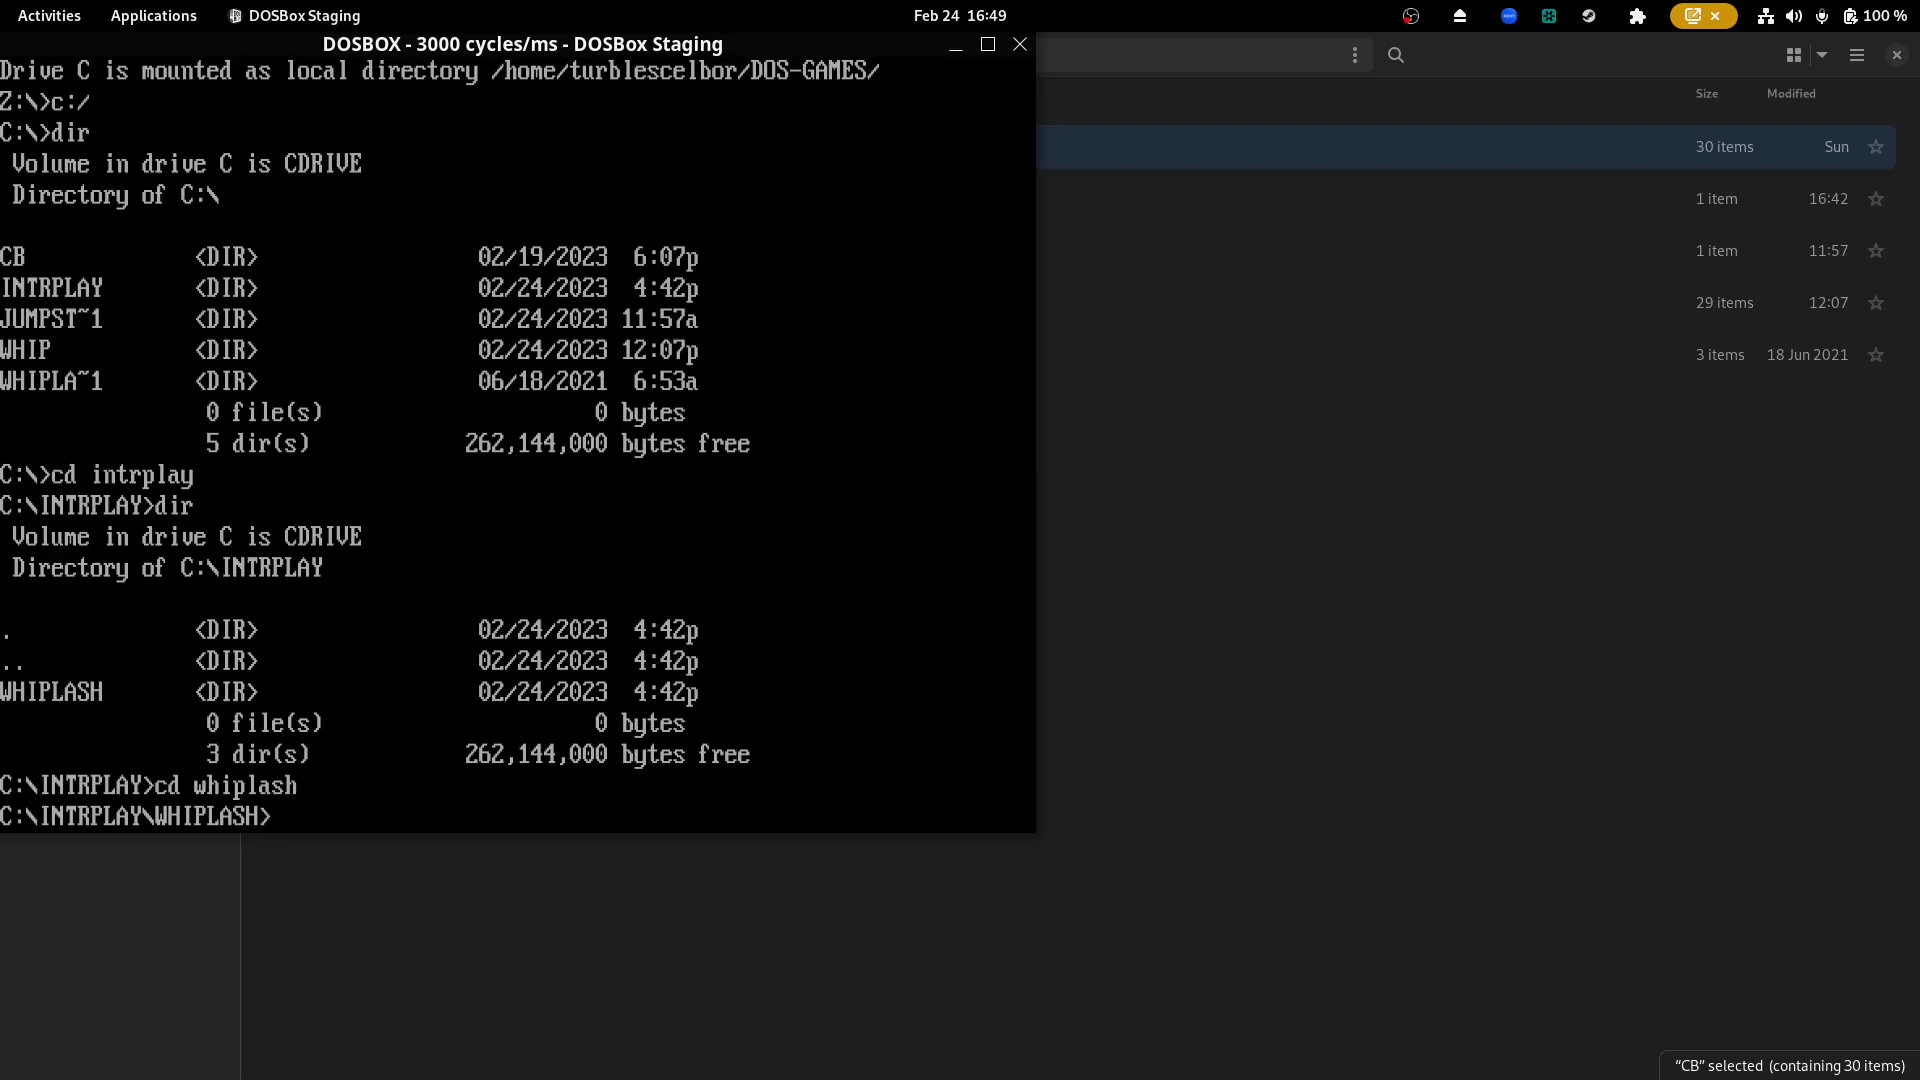 Activities Applications DOSBox Staging Feb 24 16:49 100 %
DOSBOX - 3000 cycles/ms - DOSBox Staging
Drive C is mounted as local directory /home/turblescelbor/DOS-GAMES/
Z:\>c:/
C:\>dir
Volume in drive C is CDRIVE
Directory of C:\
CB <DIR> 02/19/2023 6:07p
INTRPLAY <DIR> 02/24/2023 4:42p
JUMPST~1 <DIR> 02/24/2023 11:57a
WHIP <DIR> 02/24/2023 12:07p
WHIPLA~1 <DIR> 06/18/2021 6:53a
0 file(s) 0 bytes
5 dir(s) 262,144,000 bytes free
C:\>cd intrplay
C:\INTRPLAY>dir
Volume in drive C is CDRIVE
Directory of C:\INTRPLAY
. <DIR> 02/24/2023 4:42p
.. <DIR> 02/24/2023 4:42p
WHIPLASH <DIR> 02/24/2023 4:42p
0 file(s) 0 bytes
3 dir(s) 262,144,000 bytes free
C:\INTRPLAY>cd whiplash
C:\INTRPLAY\WHIPLASH>
Size Modified
30 items Sun
1 item 16:42
1 item 11:57
29 items 12:07
3 items 18 Jun 2021
“CB” selected (containing 30 items)